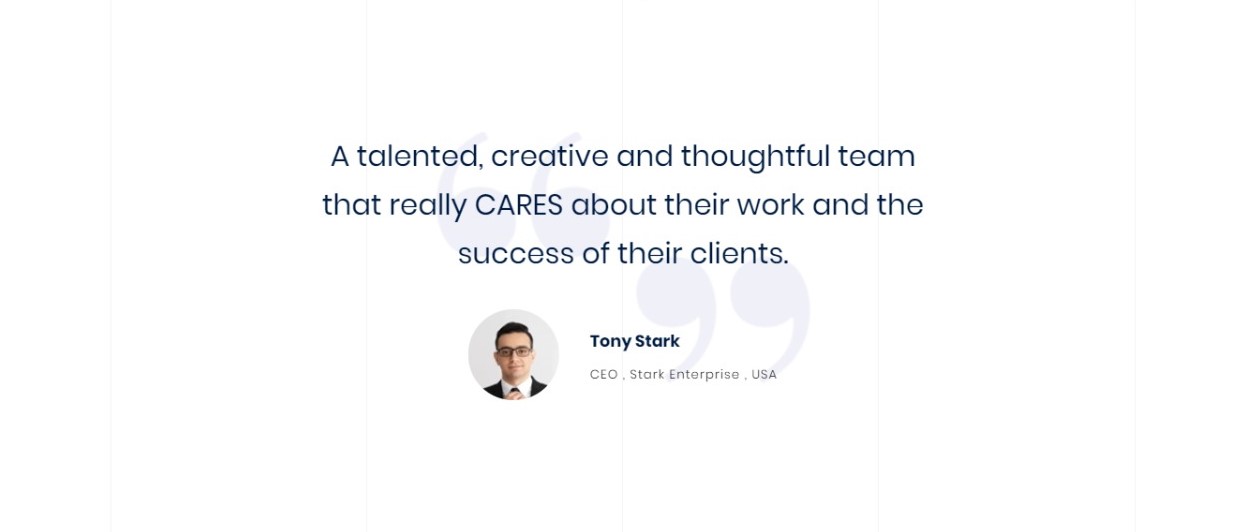 A talented, creative and thoughtful team
that really CARES about their work and the
success of their clients.
Tony Stark
CEO , Stark Enterprise , USA